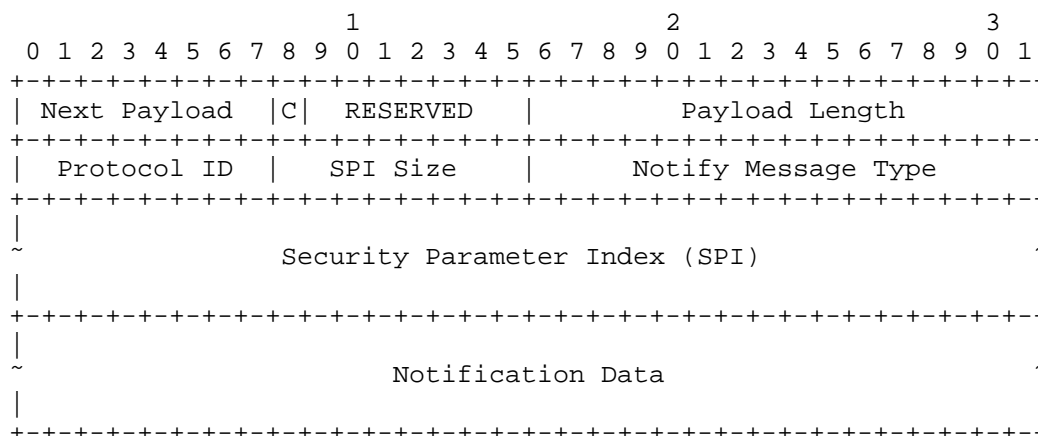 1                   2                   3
 0 1 2 3 4 5 6 7 8 9 0 1 2 3 4 5 6 7 8 9 0 1 2 3 4 5 6 7 8 9 0 1
+-+-+-+-+-+-+-+-+-+-+-+-+-+-+-+-+-+-+-+-+-+-+-+-+-+-+-+-+-+-+-+-
| Next Payload  |C|  RESERVED   |         Payload Length
+-+-+-+-+-+-+-+-+-+-+-+-+-+-+-+-+-+-+-+-+-+-+-+-+-+-+-+-+-+-+-+-
|  Protocol ID  |   SPI Size    |      Notify Message Type
+-+-+-+-+-+-+-+-+-+-+-+-+-+-+-+-+-+-+-+-+-+-+-+-+-+-+-+-+-+-+-+-
|
~                Security Parameter Index (SPI)                 ~
|
+-+-+-+-+-+-+-+-+-+-+-+-+-+-+-+-+-+-+-+-+-+-+-+-+-+-+-+-+-+-+-+-
|
~                       Notification Data                       ~
|
+-+-+-+-+-+-+-+-+-+-+-+-+-+-+-+-+-+-+-+-+-+-+-+-+-+-+-+-+-+-+-+-